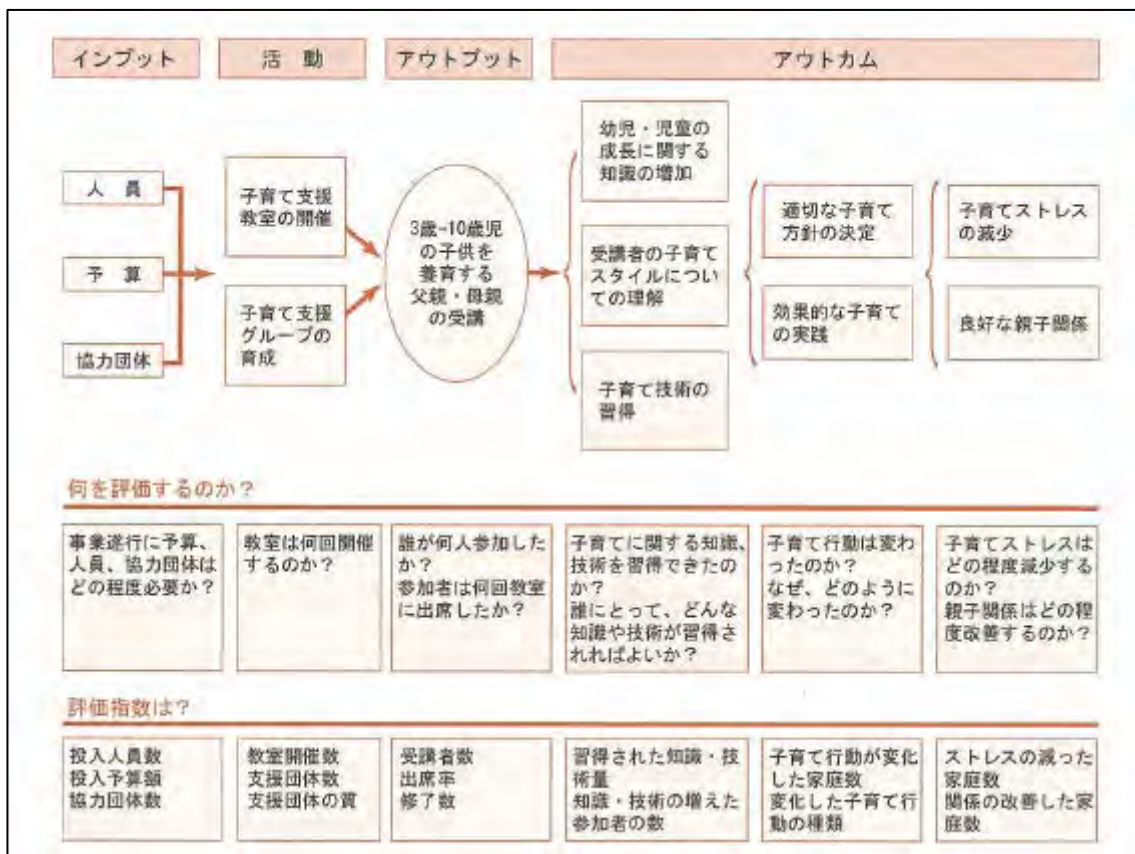 インプット
活動
アウトプット
アウトカム
人員
予算
協力団体
子育て支援
教室の開催
子育て支援
グループの
育成
3歳-10歳児
の子供を
養育する
父親・母親
の受講
幼児・児童の
成長に関する
知識の増加
受講者の子育て
スタイルについ
ての理解
子育て技術の
習得
適切な子育て
方針の決定
効果的な子育て
の実践
子育てストレス
の減少
良好な親子関係
何を評価するのか？
事業遂行に予算、
人員、協力団体は
どの程度必要か？
教室は何回開催
するのか？
誰が何人参加した
か？
参加者は何回教室
に出席したか？
子育てに関する知識、
技術を習得できたの
か？
誰にとって、どんな
知識や技術が習得さ
れればよいか？
子育て行動は変わ
ったのか？
なぜ、どのように
変わったのか？
子育てストレスは
どの程度減少する
のか？
親子関係はどの程
度改善するのか？
評価指数は？
投入人員数
投入予算額
協力団体数
教室開催数
支援団体数
支援団体の質
受講者数
出席率
修了数
習得された知識・技
術量
知識・技術の増えた
参加者の数
子育て行動が変化
した家庭数
変化した子育て行
動の種類
ストレスの減った
家庭数
関係の改善した家
庭数